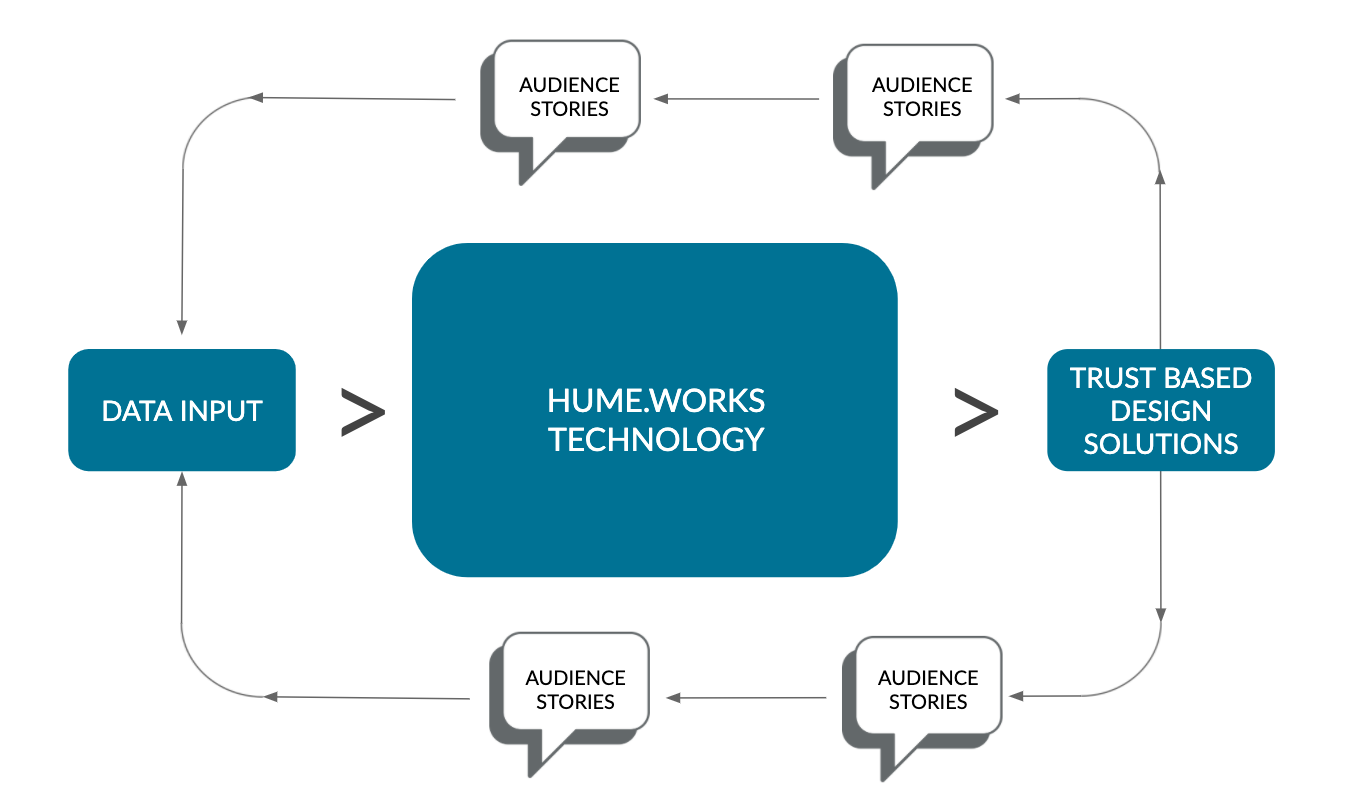 AUDIENCE
STORIES
AUDIENCE
STORIES
DATA INPUT
>
HUME.WORKS
TECHNOLOGY
>
TRUST BASED
DESIGN
SOLUTIONS
AUDIENCE
STORIES
AUDIENCE
STORIES